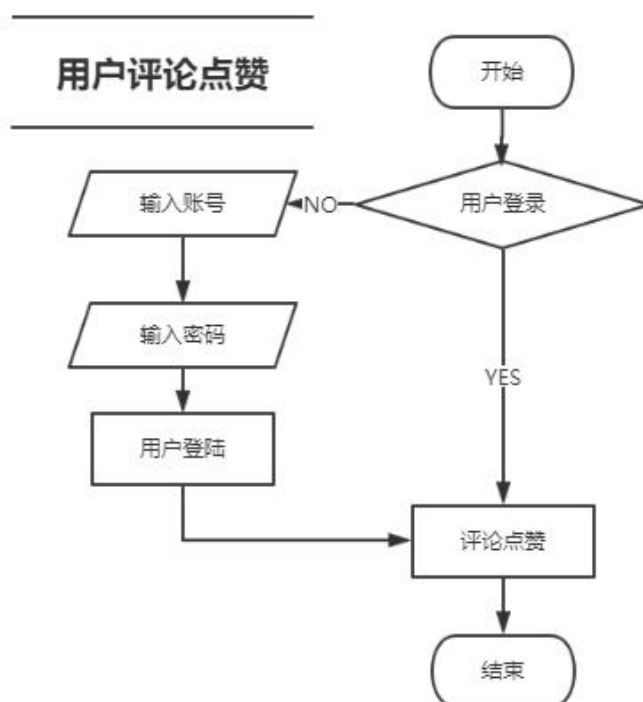 用户评论点赞
开始
用户登录
NO
输入账号
输入密码
YES
用户登陆
评论点赞
结束